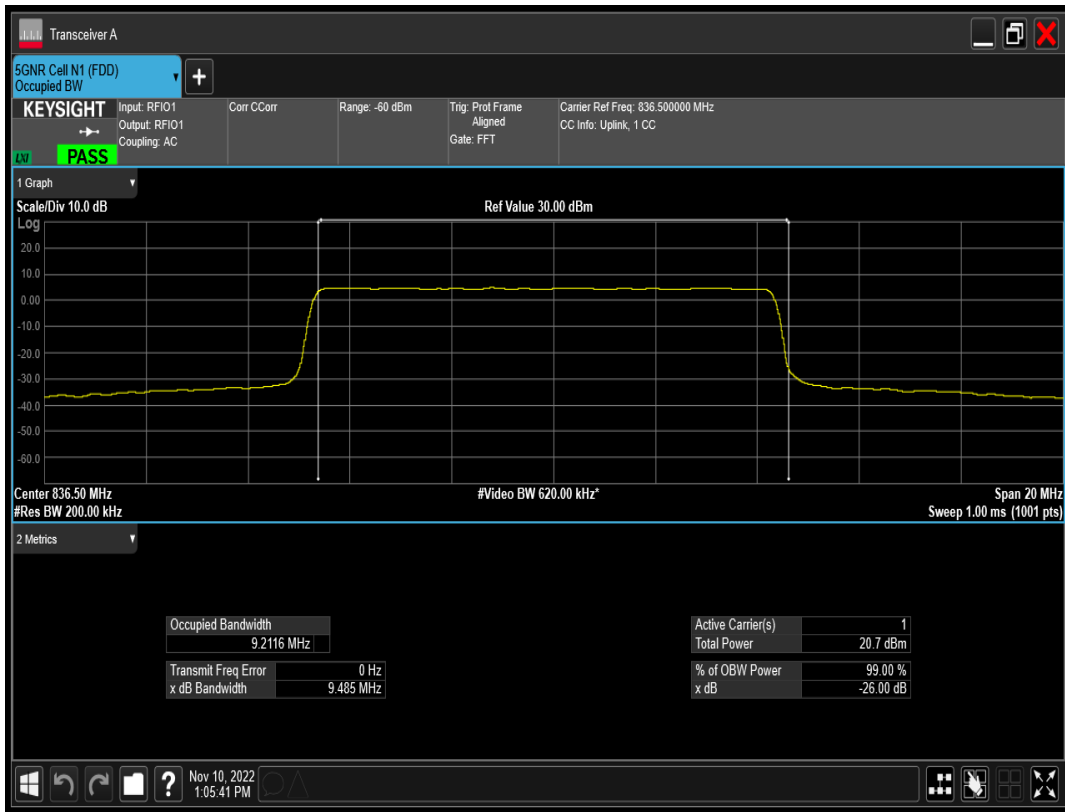 Transceiver A
5GNR Cell N1 (FDD)
Occupied BW
+
KEYSIGHT
LXI
PASS
Input: RFIO1
Output: RFIO1
Coupling: AC
Corr CCorr
Range: -60 dBm
Trig: Prot Frame
Aligned
Gate: FFT
Carrier Ref Freq: 836.500000 MHz
CC Info: Uplink, 1 CC
1 Graph
Scale/Div 10.0 dB
Ref Value 30.00 dBm
Log
20.0
10.0
0.00
-10.0
-20.0
-30.0
-40.0
-50.0
-60.0
Center 836.50 MHz
#Video BW 620.00 kHz*
Span 20 MHz
#Res BW 200.00 kHz
Sweep 1.00 ms (1001 pts)
2 Metrics
Occupied Bandwidth
9.2116 MHz
Transmit Freq Error 0 Hz
x dB Bandwidth 9.485 MHz
Active Carrier(s) 1
Total Power 20.7 dBm
% of OBW Power 99.00 %
x dB -26.00 dB
?
Nov 10, 2022
1:05:41 PM